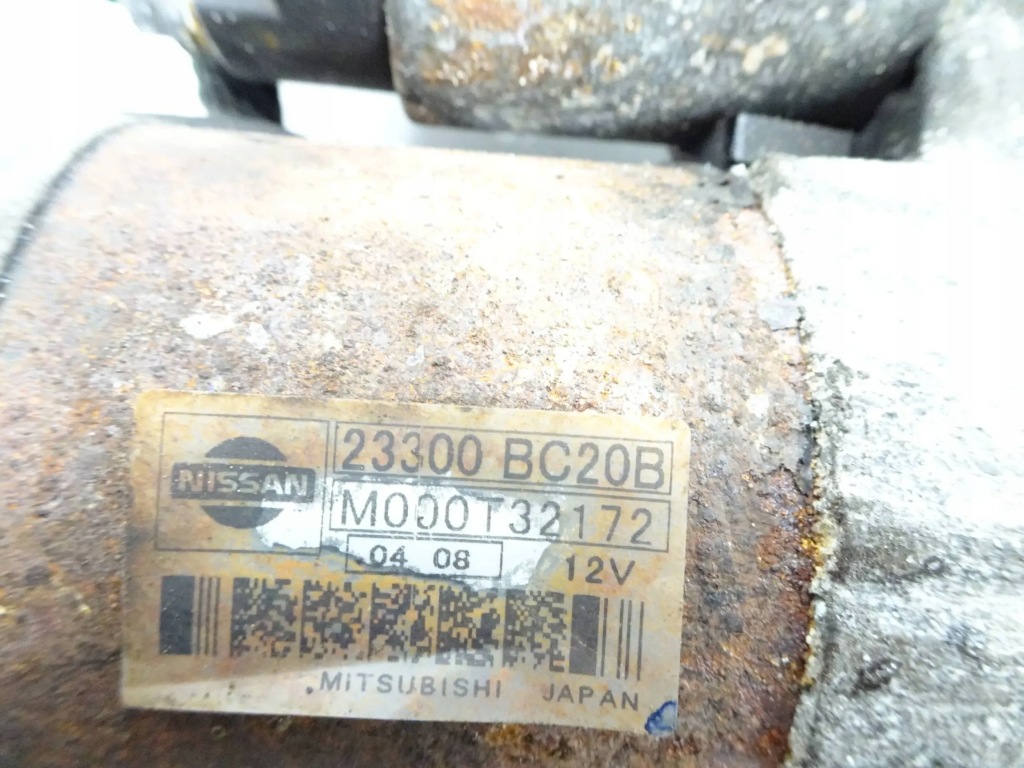 NISSAN
23300 BC20B
M000T32172
04 08
12V
MITSUBISHI JAPAN